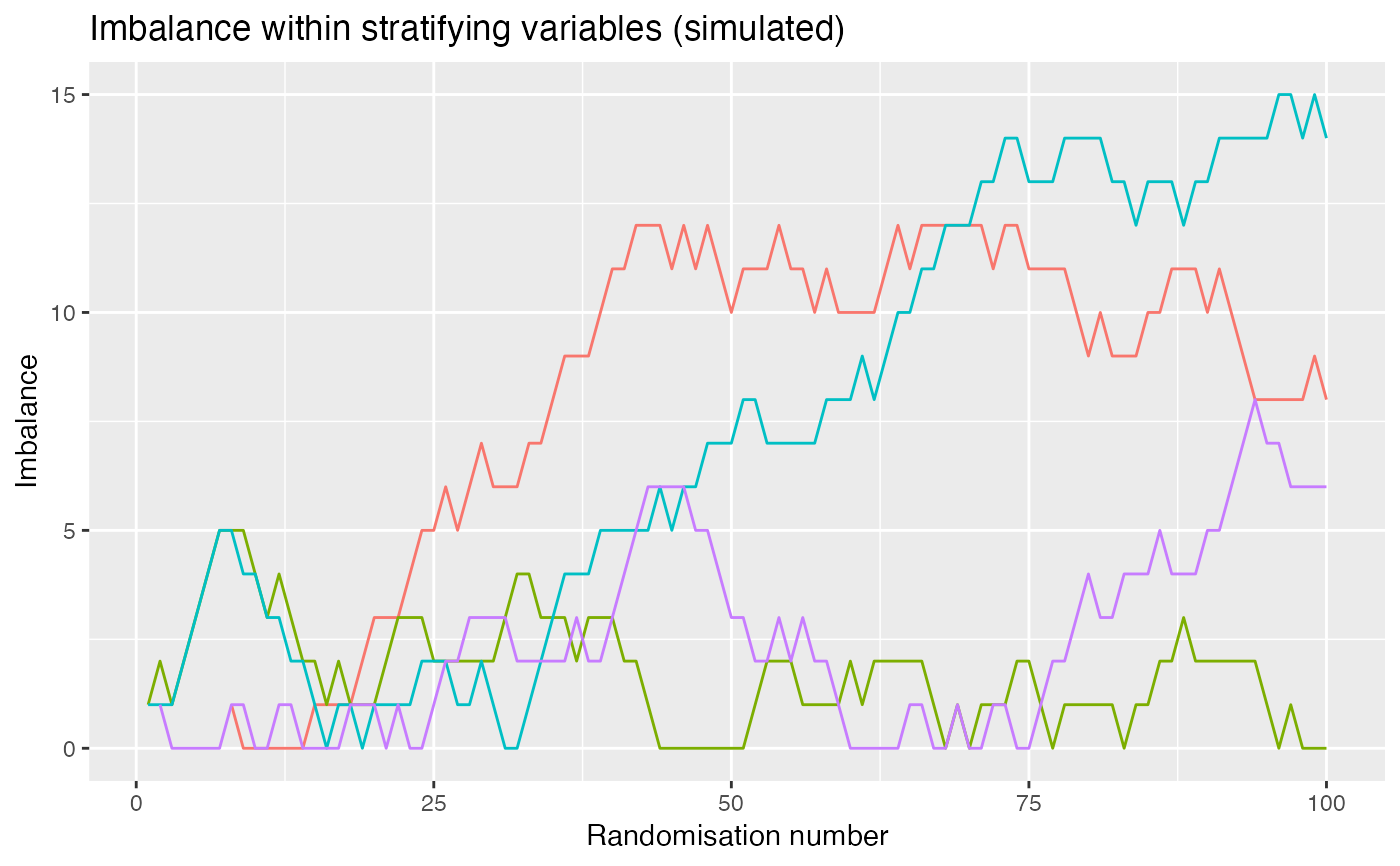 Imbalance within stratifying variables (simulated)
15
10
5
0
Imbalance
0 25 50 75 100
Randomisation number